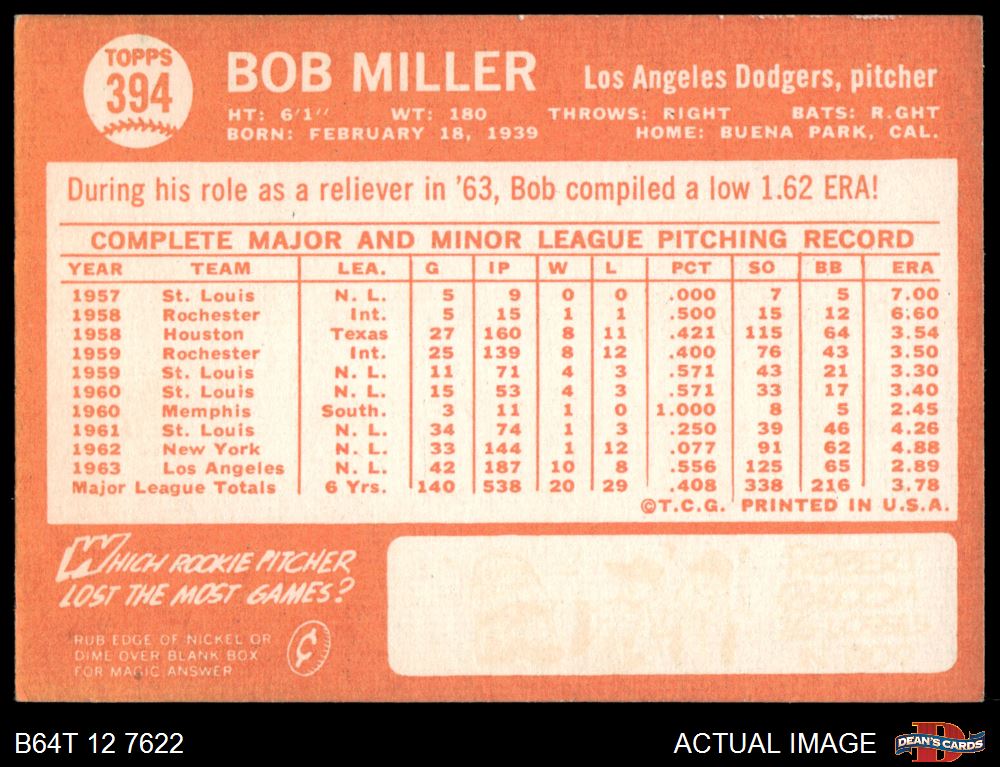 TOPPS
394
BOB MILLER
Los Angeles Dodgers, pitcher
HT: 6'1" WT: 180 THROWS: RIGHT BATS: R.GHT
BORN: FEBRUARY 18, 1939 HOME: BUENA PARK, CAL.
During his role as a reliever in '63, Bob compiled a low 1.62 ERA!
COMPLETE MAJOR AND MINOR LEAGUE PITCHING RECORD
YEAR TEAM LEA. G IP W L PCT SO BB ERA
1957 St. Louis N. L. 5 9 0 0 .000 7 5 7.00
1958 Rochester Int. 5 15 1 1 .500 15 12 6.60
1958 Houston Texas 27 160 8 11 .421 115 64 3.54
1959 Rochester Int. 25 139 8 12 .400 76 43 3.50
1959 St. Louis N. L. 11 71 4 3 .571 43 21 3.30
1960 St. Louis N. L. 15 53 4 3 .571 33 17 3.40
1960 Memphis South. 3 11 1 0 1.000 8 5 2.45
1961 St. Louis N. L. 34 74 1 3 .250 39 46 4.26
1962 New York N. L. 33 144 1 12 .077 91 62 4.88
1963 Los Angeles N. L. 42 187 10 8 .556 125 65 2.89
Major League Totals 6 Yrs. 140 538 20 29 .408 338 216 3.78
©T.C.G. PRINTED IN U.S.A.
WHICH ROOKIE PITCHER
LOST THE MOST GAMES?
RUB EDGE OF NICKEL OR
DIME OVER BLANK BOX
FOR MAGIC ANSWER
B64T 12 7622
ACTUAL IMAGE
DEAN'S CARDS